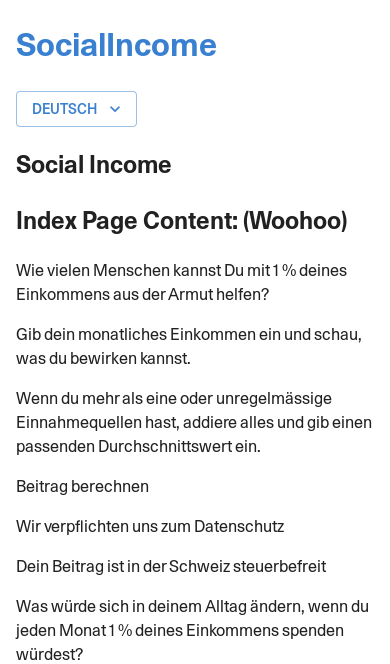 SocialIncome
DEUTSCH
Social Income
Index Page Content: (Woohoo)
Wie vielen Menschen kannst Du mit 1 % deines
Einkommens aus der Armut helfen?
Gib dein monatliches Einkommen ein und schau,
was du bewirken kannst.
Wenn du mehr als eine oder unregelmässige
Einnahmequellen hast, addiere alles und gib einen
passenden Durchschnittswert ein.
Beitrag berechnen
Wir verpflichten uns zum Datenschutz
Dein Beitrag ist in der Schweiz steuerbefreit
Was würde sich in deinem Alltag ändern, wenn du
jeden Monat 1 % deines Einkommens spenden
würdest?